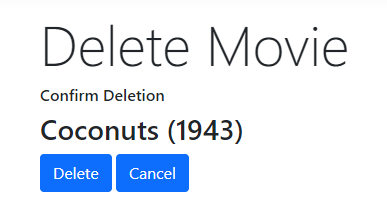 Delete Movie
Confirm Deletion
Coconuts (1943)
Delete Cancel